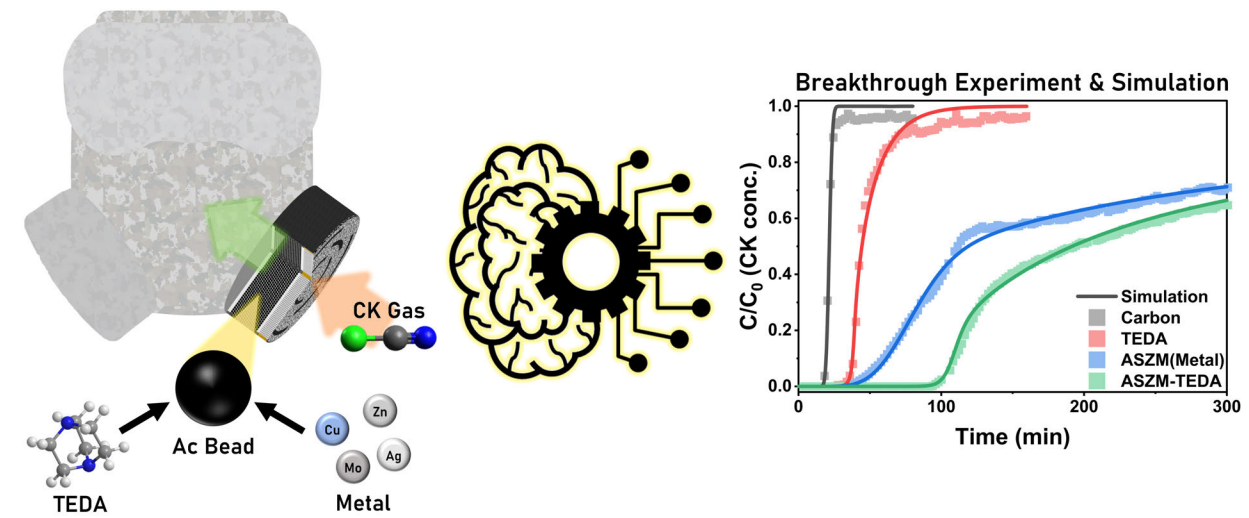 CK Gas
Ac Bead
TEDA
Cu
Zn
Mo
Ag
Metal
Breakthrough Experiment & Simulation
C/C₀ (CK conc.)
1.0
0.8
0.6
0.4
0.2
0.0
Simulation
Carbon
TEDA
ASZM(Metal)
ASZM-TEDA
0
100
200
300
Time (min)